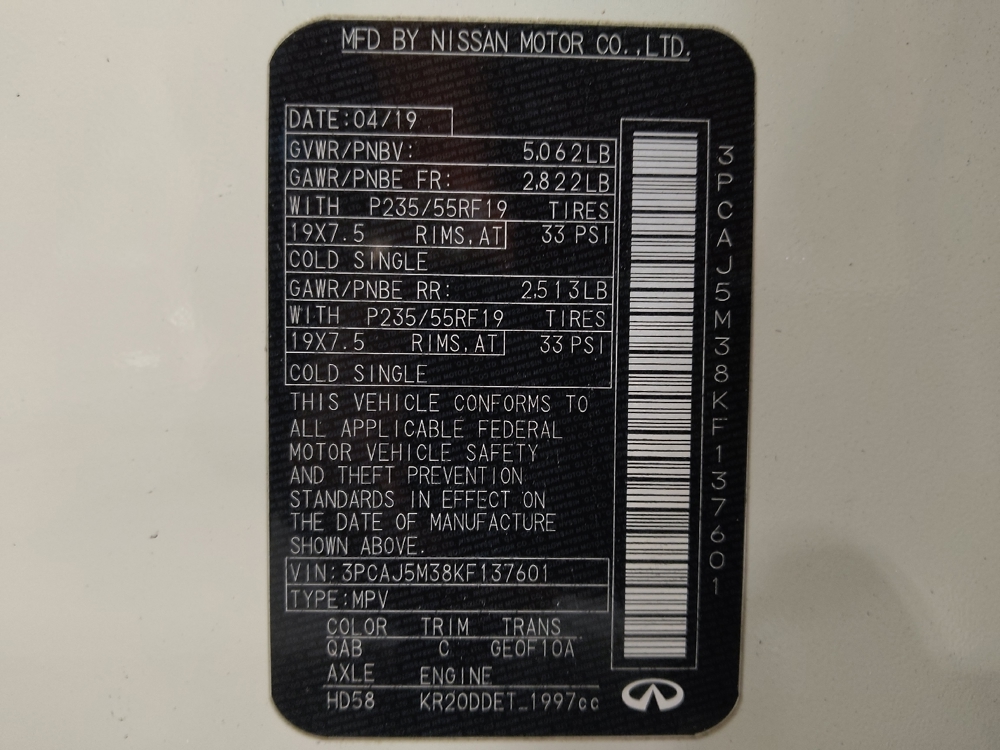 MFD BY NISSAN MOTOR CO.,LTD.
DATE:04/19
GVWR/PNBV: 5,062LB
GAWR/PNBE FR: 2,822LB
WITH P235/55RF19 TIRES
19X7.5 RIMS,AT 33 PSI
COLD SINGLE
GAWR/PNBE RR: 2,513LB
WITH P235/55RF19 TIRES
19X7.5 RIMS,AT 33 PSI
COLD SINGLE
THIS VEHICLE CONFORMS TO
ALL APPLICABLE FEDERAL
MOTOR VEHICLE SAFETY
AND THEFT PREVENTION
STANDARDS IN EFFECT ON
THE DATE OF MANUFACTURE
SHOWN ABOVE.
VIN:3PCAJ5M38KF137601
TYPE:MPV
COLOR TRIM TRANS
QAB C GE0F10A
AXLE ENGINE
HD58 KR20DDET_1997cc
3PCAJ5M38KF137601